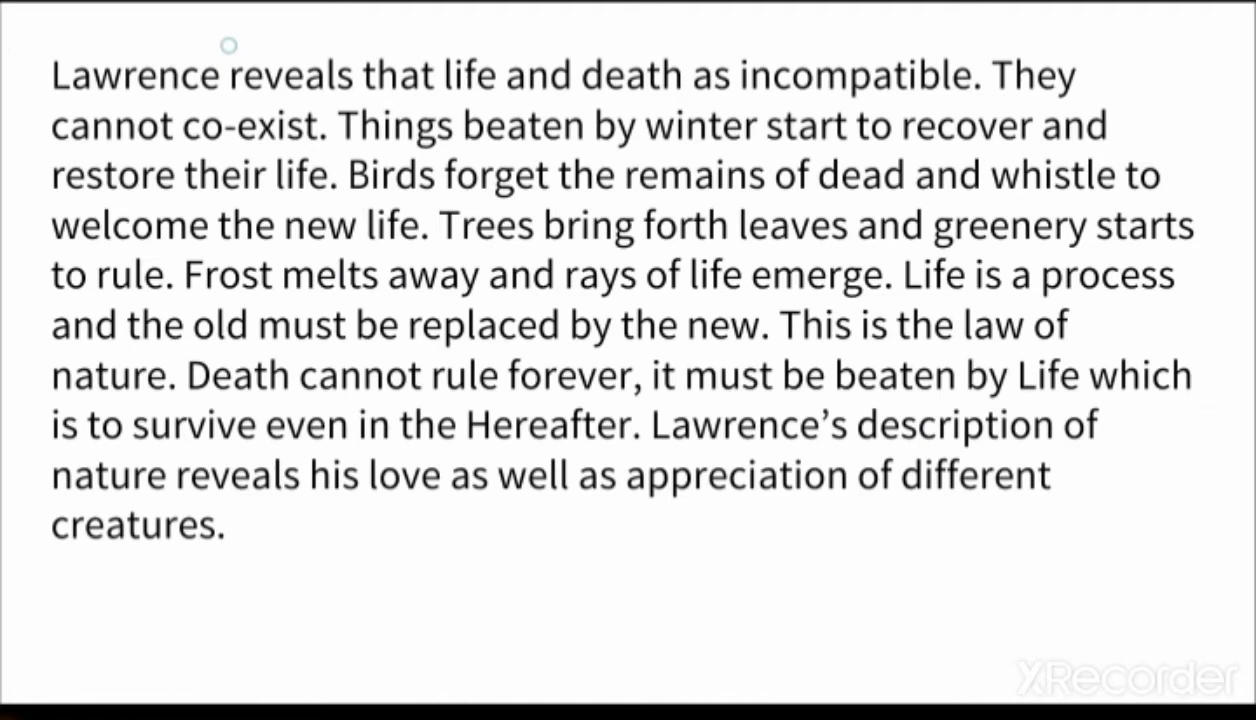 Lawrence reveals that life and death as incompatible. They
cannot co-exist. Things beaten by winter start to recover and
restore their life. Birds forget the remains of dead and whistle to
welcome the new life. Trees bring forth leaves and greenery starts
to rule. Frost melts away and rays of life emerge. Life is a process
and the old must be replaced by the new. This is the law of
nature. Death cannot rule forever, it must be beaten by Life which
is to survive even in the Hereafter. Lawrence’s description of
nature reveals his love as well as appreciation of different
creatures.
XRecorder